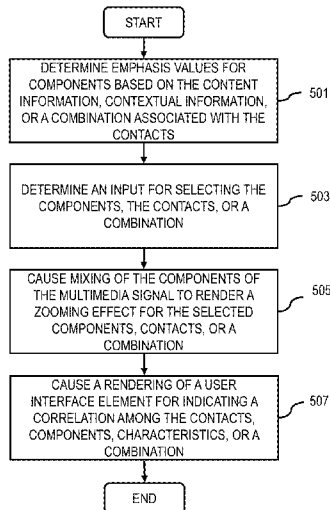 START
DETERMINE EMPHASIS VALUES FOR
COMPONENTS BASED ON THE CONTENT
INFORMATION, CONTEXTUAL INFORMATION,
OR A COMBINATION ASSOCIATED WITH THE
CONTACTS
501
DETERMINE AN INPUT FOR SELECTING THE
COMPONENTS, THE CONTACTS, OR A
COMBINATION
503
CAUSE MIXING OF THE COMPONENTS OF
THE MULTIMEDIA SIGNAL TO RENDER A
ZOOMING EFFECT FOR THE SELECTED
COMPONENTS, CONTACTS, OR A
COMBINATION
505
CAUSE A RENDERING OF A USER
INTERFACE ELEMENT FOR INDICATING A
CORRELATION AMONG THE CONTACTS,
COMPONENTS, CHARACTERISTICS, OR A
COMBINATION
507
END